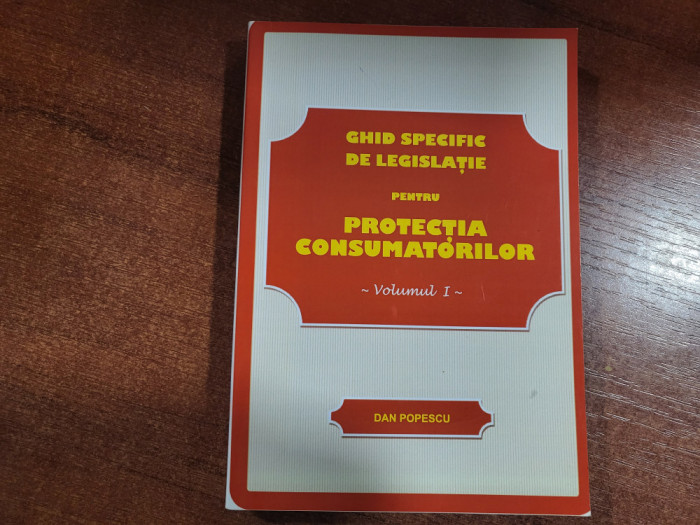 GHID SPECIFIC
DE LEGISLAȚIE
PENTRU
PROTECȚIA
CONSUMATORILOR
~ Volumul I ~
DAN POPESCU